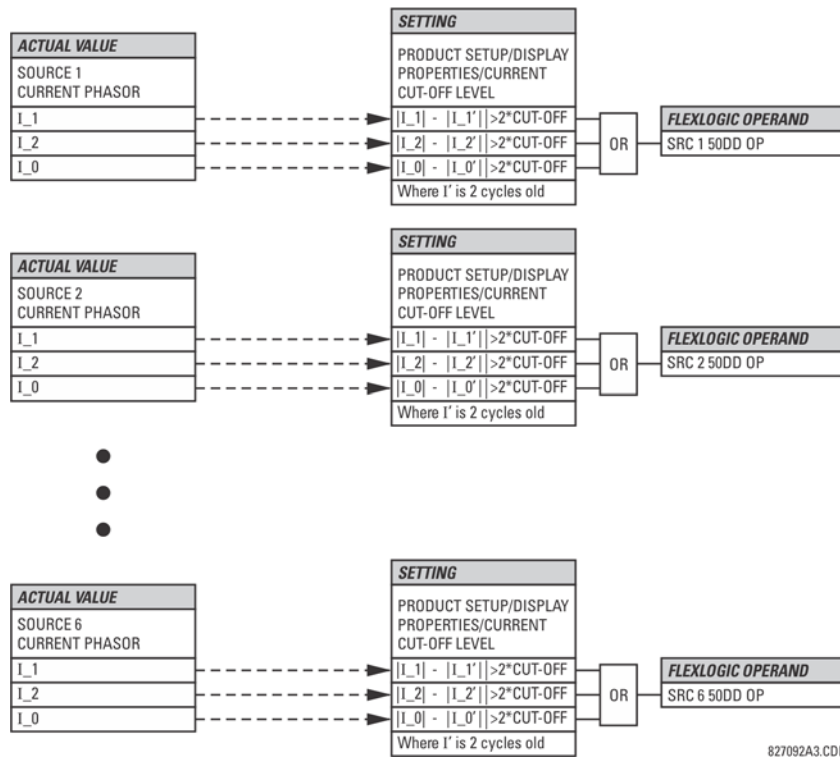 ACTUAL VALUE
SOURCE 1
CURRENT PHASOR
I_1
I_2
I_0
SETTING
PRODUCT SETUP/DISPLAY
PROPERTIES/CURRENT
CUT-OFF LEVEL
|I_1| - |I_1'||>2*CUT-OFF
|I_2| - |I_2'||>2*CUT-OFF
|I_0| - |I_0'||>2*CUT-OFF
Where I' is 2 cycles old
OR
FLEXLOGIC OPERAND
SRC 1 50DD OP
ACTUAL VALUE
SOURCE 2
CURRENT PHASOR
I_1
I_2
I_0
SETTING
PRODUCT SETUP/DISPLAY
PROPERTIES/CURRENT
CUT-OFF LEVEL
|I_1| - |I_1'||>2*CUT-OFF
|I_2| - |I_2'||>2*CUT-OFF
|I_0| - |I_0'||>2*CUT-OFF
Where I' is 2 cycles old
OR
FLEXLOGIC OPERAND
SRC 2 50DD OP
ACTUAL VALUE
SOURCE 6
CURRENT PHASOR
I_1
I_2
I_0
SETTING
PRODUCT SETUP/DISPLAY
PROPERTIES/CURRENT
CUT-OFF LEVEL
|I_1| - |I_1'||>2*CUT-OFF
|I_2| - |I_2'||>2*CUT-OFF
|I_0| - |I_0'||>2*CUT-OFF
Where I' is 2 cycles old
OR
FLEXLOGIC OPERAND
SRC 6 50DD OP
827092A3.CD